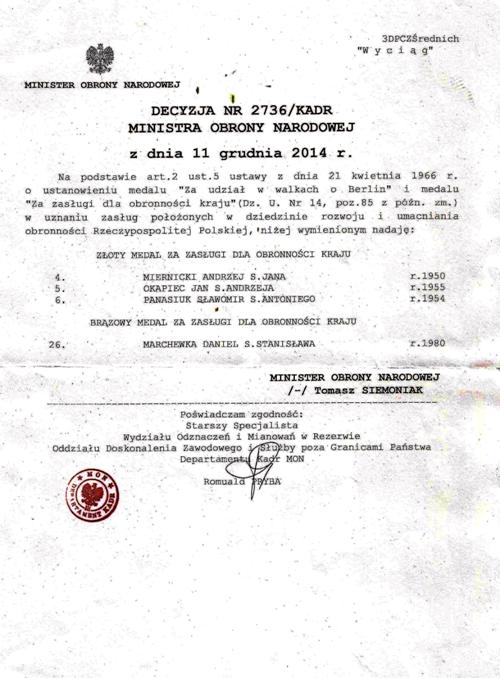 3DPCZŚrednich
"W y c i ą g"
MINISTER OBRONY NARODOWEJ
DECYZJA NR 2736/KADR
MINISTRA OBRONY NARODOWEJ
z dnia 11 grudnia 2014 r.
Na podstawie art.2 ust.5 ustawy z dnia 21 kwietnia 1966 r.
o ustanowieniu medalu "Za udział w walkach o Berlin" i medalu
"Za zasługi dla obronności kraju"(Dz. U. Nr 14, poz.85 z późn. zm.)
w uznaniu zasług położonych w dziedzinie rozwoju i umacniania
obronności Rzeczypospolitej Polskiej, niżej wymienionym nadaję:
ZŁOTY MEDAL ZA ZASŁUGI DLA OBRONNOŚCI KRAJU
4. MIERNICKI ANDRZEJ S.JANA r.1950
5. OKAPIEC JAN S.ANDRZEJA r.1955
6. PANASIUK SŁAWOMIR S.ANTONIEGO r.1954
BRĄZOWY MEDAL ZA ZASŁUGI DLA OBRONNOŚCI KRAJU
26. MARCHEWKA DANIEL S.STANISŁAWA r.1980
MINISTER OBRONY NARODOWEJ
/-/ Tomasz SIEMONIAK
Poświadczam zgodność:
Starszy Specjalista
Wydziału Odznaczeń i Mianowań w Rezerwie
Oddziału Doskonalenia Zawodowego i Służby poza Granicami Państwa
Departamentu Kadr MON
Romuald PRYBA
MON
DEPARTAMENT KADR